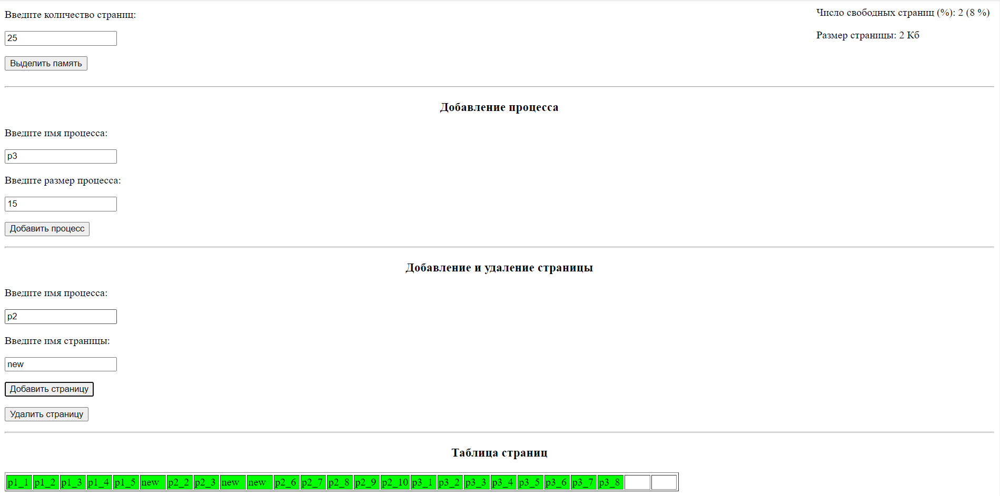 Введите количество страниц:
25
Выделить память
Число свободных страниц (%): 2 (8 %)
Размер страницы: 2 Кб
Добавление процесса
Введите имя процесса:
p3
Введите размер процесса:
15
Добавить процесс
Добавление и удаление страницы
Введите имя процесса:
p2
Введите имя страницы:
new
Добавить страницу
Удалить страницу
Таблица страниц
p1_1 p1_2 p1_3 p1_4 p1_5 new p2_2 p2_3 new new p2_6 p2_7 p2_8 p2_9 p2_10 p3_1 p3_2 p3_3 p3_4 p3_5 p3_6 p3_7 p3_8